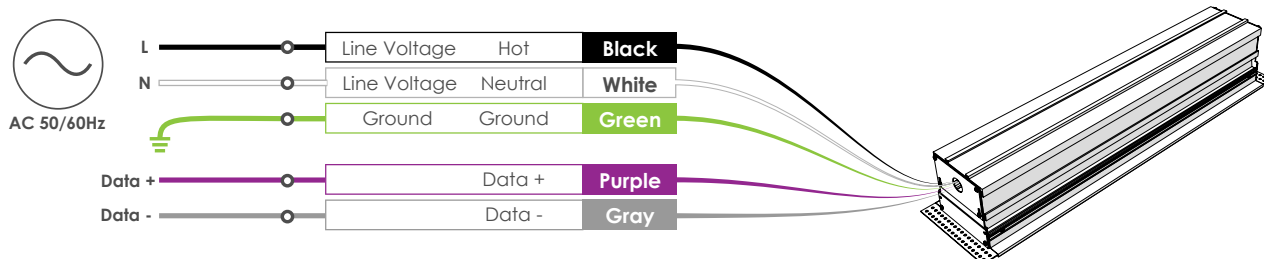 L Line Voltage Hot Black
N Line Voltage Neutral White
AC 50/60Hz
Ground Ground Green
Data + Data + Purple
Data - Data - Gray